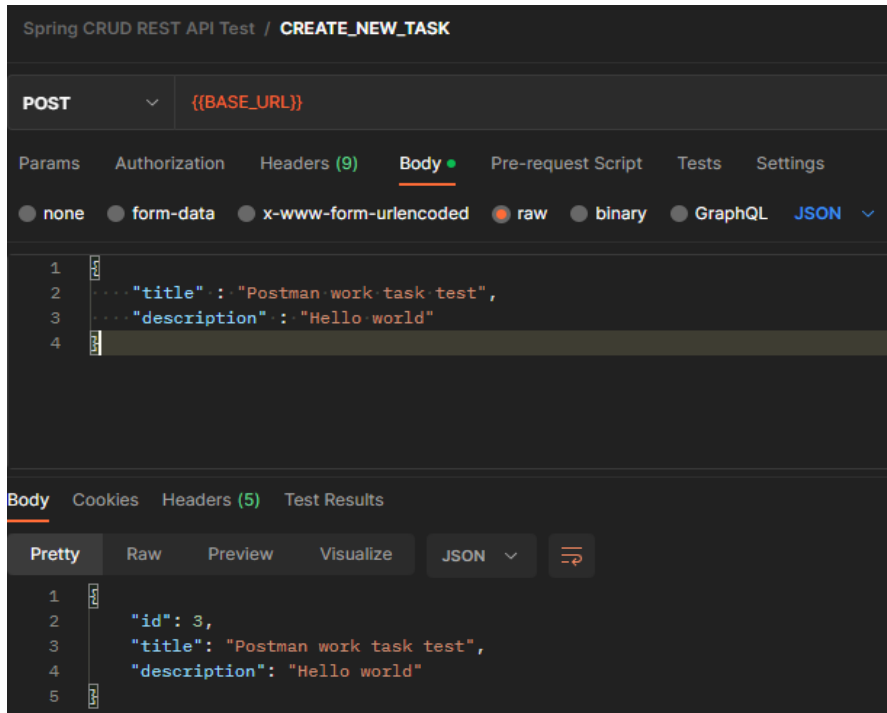 Spring CRUD REST API Test / CREATE_NEW_TASK
POST {{BASE_URL}}
Params Authorization Headers (9) Body Pre-request Script Tests Settings
none form-data x-www-form-urlencoded raw binary GraphQL JSON
1 {
2 "title" : "Postman work task test",
3 "description" : "Hello world"
4 }
Body Cookies Headers (5) Test Results
Pretty Raw Preview Visualize JSON
1 {
2 "id": 3,
3 "title": "Postman work task test",
4 "description": "Hello world"
5 }